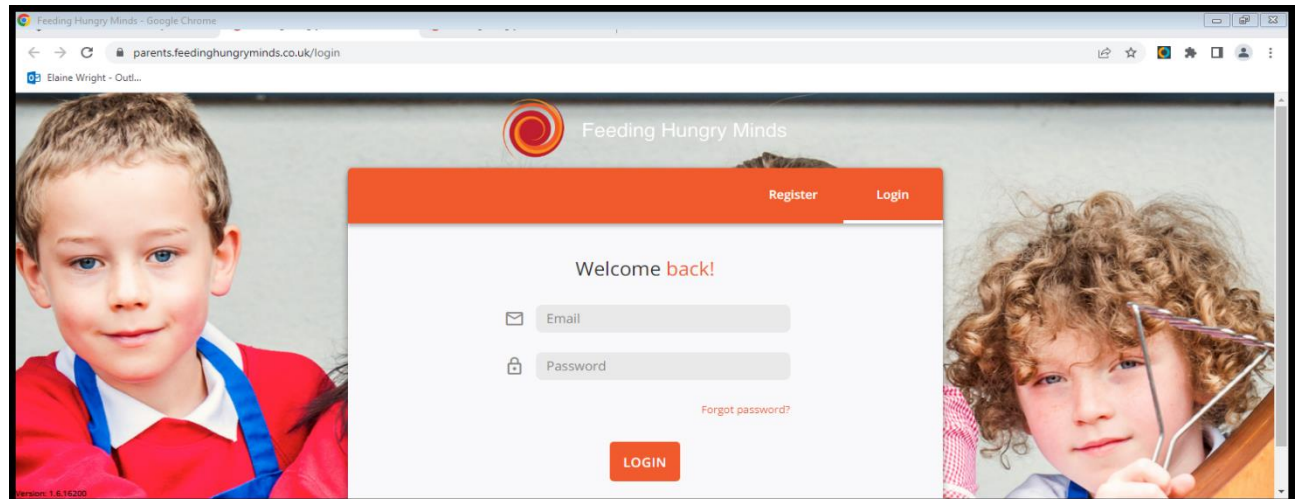 Feeding Hungry Minds - Google Chrome
parents.feedinghungryminds.co.uk/login
Elaine Wright - Outl...
Feeding Hungry Minds
Register Login
Welcome back!
Email
Password
Forgot password?
LOGIN
Version: 1.6.16200